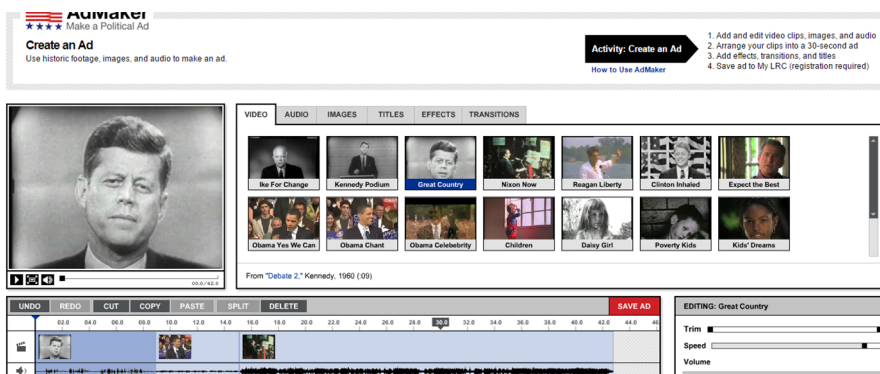 AdMaker
Make a Political Ad
Create an Ad
Use historic footage, images, and audio to make an ad.
Activity: Create an Ad
How to Use AdMaker
1. Add and edit video clips, images, and audio
2. Arrange your clips into a 30-second ad
3. Add effects, transitions, and titles
4. Save ad to My LRC (registration required)
VIDEO AUDIO IMAGES TITLES EFFECTS TRANSITIONS
Ike For Change Kennedy Podium Great Country Nixon Now Reagan Liberty Clinton Inhaled Expect the Best
Obama Yes We Can Obama Chant Obama Celebebrity Children Daisy Girl Poverty Kids Kids' Dreams
From "Debate 2," Kennedy, 1960 (:09)
00.0/42.0
UNDO REDO CUT COPY PASTE SPLIT DELETE SAVE AD
02.0 04.0 06.0 08.0 10.0 12.0 14.0 16.0 18.0 20.0 22.0 24.0 26.0 28.0 30.0 32.0 34.0 36.0 38.0 40.0 42.0 44.0 46
EDITING: Great Country
Trim
Speed
Volume